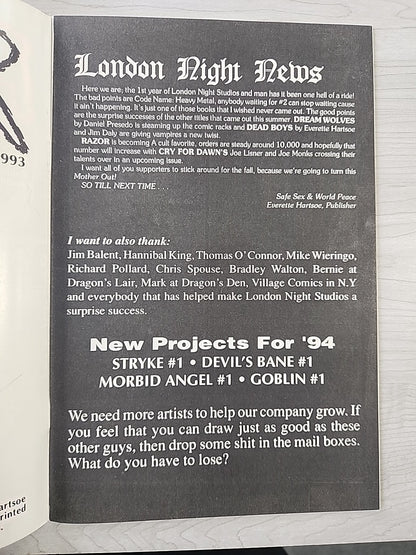 London Night News
Here we are, the 1st year of London Night Studios and man has it been one hell of a ride!
The bad points are Code Name: Heavy Metal, anybody waiting for #2 can stop waiting cause
it ain't happening. It's just one of those books that I wished never came out. The good points
are the surprise successes of the other titles that came out this summer. DREAM WOLVES
by Daniel Presedo is steaming up the comic racks and DEAD BOYS by Everette Hartsoe
and Jim Daly are giving vampires a new twist.
RAZOR is becoming A cult favorite, orders are steady around 10,000 and hopefully that
number will increase with CRY FOR DAWN'S Joe Lisner and Joe Monks crossing their
talents over in an upcoming issue.
I want all of you supporters to stick around for the fall, because we're going to turn this
Mother Out!
SO TILL NEXT TIME . . .
Safe Sex & World Peace
Everette Hartsoe, Publisher
I want to also thank:
Jim Balent, Hannibal King, Thomas O'Connor, Mike Wieringo,
Richard Pollard, Chris Spouse, Bradley Walton, Bernie at
Dragon's Lair, Mark at Dragon's Den, Village Comics in N.Y
and everybody that has helped make London Night Studios a
surprise success.
New Projects For '94
STRYKE #1 • DEVIL'S BANE #1
MORBID ANGEL #1 • GOBLIN #1
We need more artists to help our company grow. If
you feel that you can draw just as good as these
other guys, then drop some shit in the mail boxes.
What do you have to lose?
R
1993
artsoe
rinted